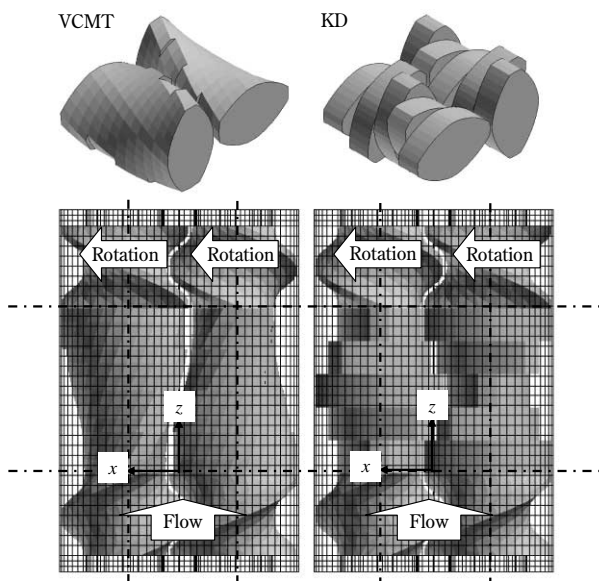 VCMT
KD
Rotation
Rotation
Rotation
Rotation
z
z
x
x
Flow
Flow